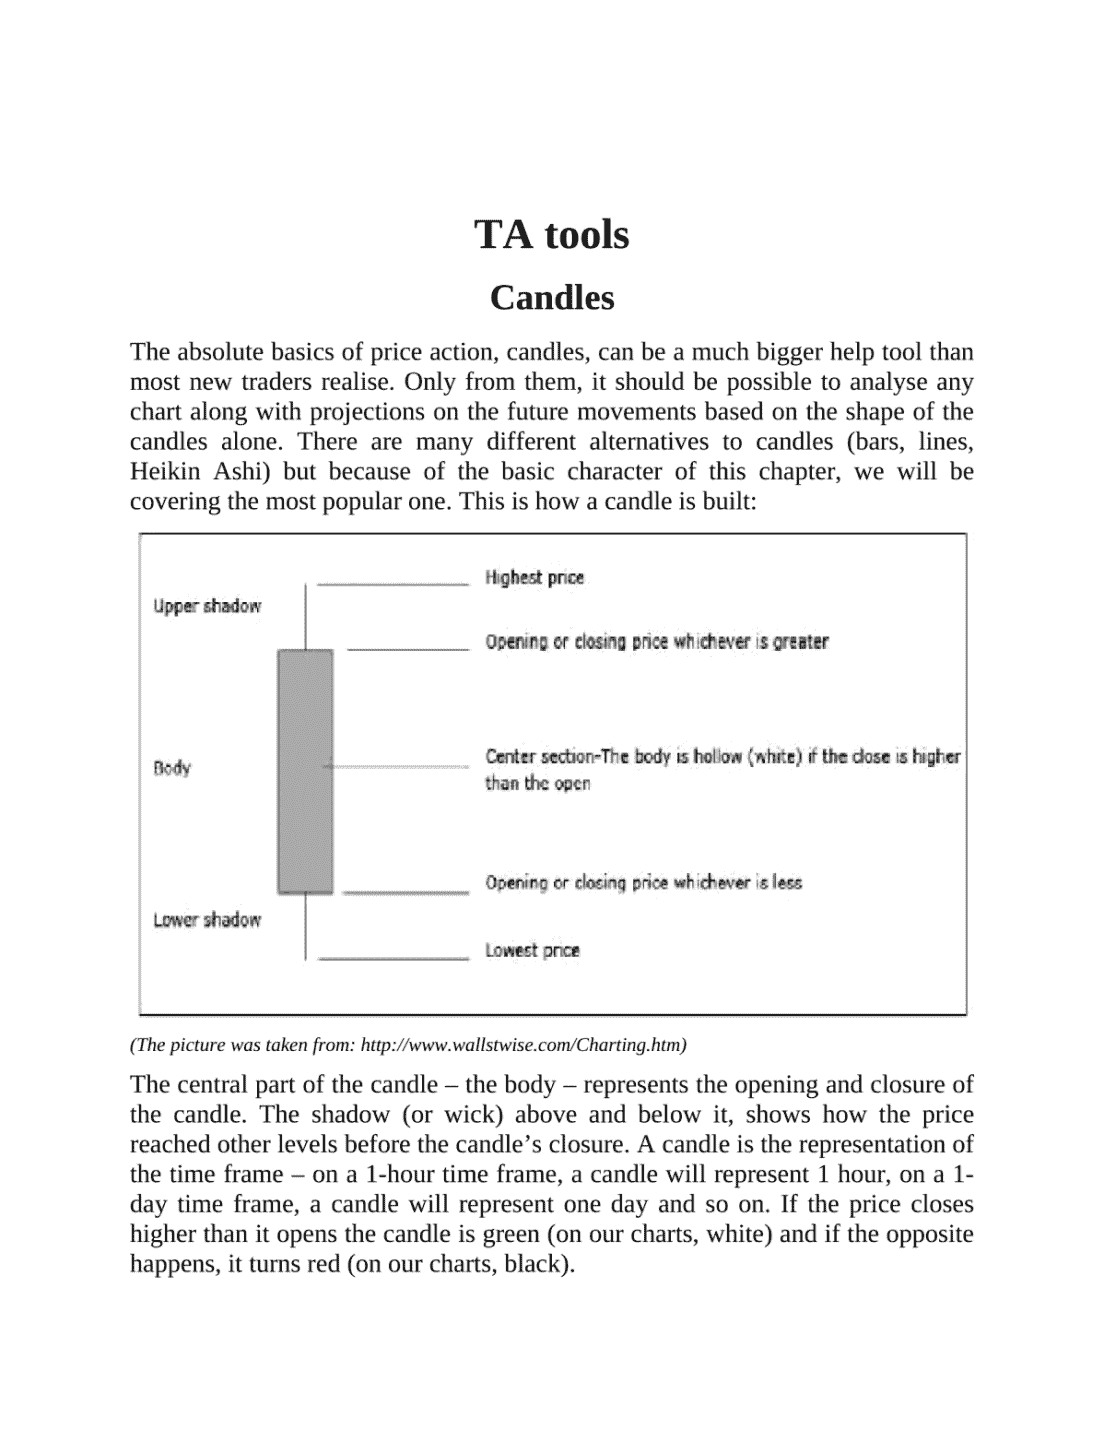 TA tools
Candles
The absolute basics of price action, candles, can be a much bigger help tool than
most new traders realise. Only from them, it should be possible to analyse any
chart along with projections on the future movements based on the shape of the
candles alone. There are many different alternatives to candles (bars, lines,
Heikin Ashi) but because of the basic character of this chapter, we will be
covering the most popular one. This is how a candle is built:
Highest price
Upper shadow
Opening or closing price whichever is greater
Center section-The body is hollow (white) if the close is higher
Body
than the open
Opening or closing price whichever is less
Lower shadow
Lowest price
(The picture was taken from: http://www.wallstwise.com/Charting.htm)
The central part of the candle – the body – represents the opening and closure of
the candle. The shadow (or wick) above and below it, shows how the price
reached other levels before the candle’s closure. A candle is the representation of
the time frame – on a 1-hour time frame, a candle will represent 1 hour, on a 1-
day time frame, a candle will represent one day and so on. If the price closes
higher than it opens the candle is green (on our charts, white) and if the opposite
happens, it turns red (on our charts, black).